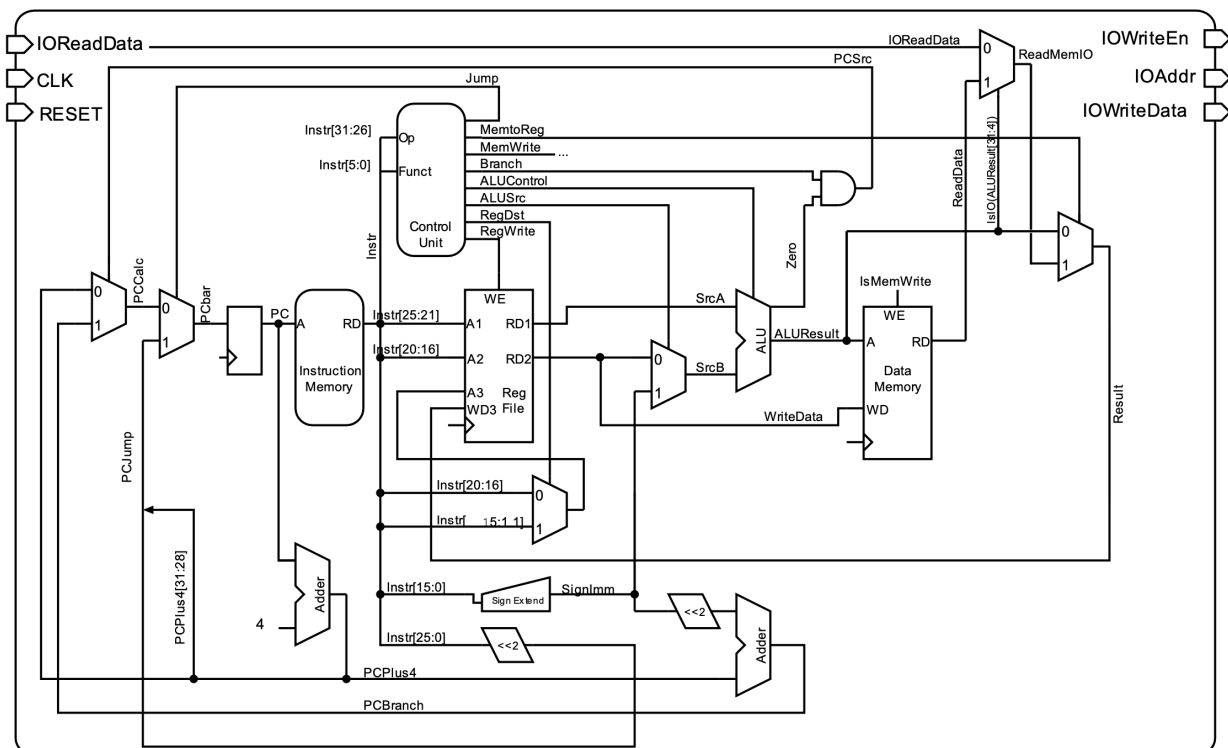 IOReadData
CLK
RESET
IOWriteEn
IOAddr
IOWriteData
IOReadData
PCSrc
Jump
0
1
ReadMemIO
Instr[31:26]
Op
Instr[5:0]
Funct
Control
Unit
MemtoReg
MemWrite ...
Branch
ALUControl
ALUSrc
RegDst
RegWrite
Instr
Zero
ReadData
IsIO(ALUResult[31:4])
0
1
0
1
PCCalc
0
1
PCbar
PC
A
RD
Instruction
Memory
Instr[25:21]
Instr[20:16]
WE
A1
RD1
A2
RD2
A3
WD3
Reg
File
SrcA
0
1
SrcB
ALU
ALUResult
IsMemWrite
WE
A
RD
Data
Memory
WD
WriteData
Result
Instr[20:16]
0
Instr[ 15:1 1]
1
PCJump
PCPlus4[31:28]
4
Adder
Instr[15:0]
Sign Extend
SignImm
<<2
Adder
Instr[25:0]
<<2
PCPlus4
PCBranch